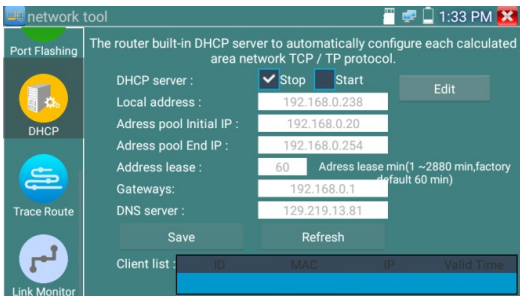 network tool
1:33 PM
Port Flashing
The router built-in DHCP server to automatically configure each calculated
area network TCP / TP protocol.
DHCP server :
Stop
Start
Edit
Local address :
192.168.0.238
Adress pool Initial IP :
192.168.0.20
DHCP
Adress pool End IP :
192.168.0.254
Address lease :
60
Adress lease min(1 ~2880 min,factory
default 60 min)
Gateways:
192.168.0.1
Trace Route
DNS server :
129.219.13.81
Save
Refresh
Client list :
ID
MAC
IP
Valid Time
Link Monitor